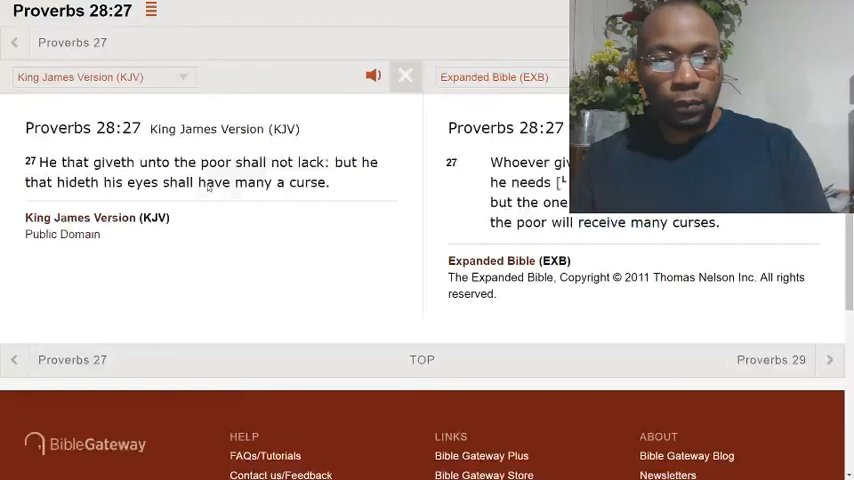 Proverbs 28:27
Proverbs 27
King James Version (KJV)
Expanded Bible (EXB)
Proverbs 28:27 King James Version (KJV)
27 He that giveth unto the poor shall not lack: but he
that hideth his eyes shall have many a curse.
King James Version (KJV)
Public Domain
Proverbs 28:27
27 Whoever
he needs [L
but the one
the poor will receive many curses.
Expanded Bible (EXB)
The Expanded Bible, Copyright © 2011 Thomas Nelson Inc. All rights
reserved.
Proverbs 27
TOP
Proverbs 29
BibleGateway
HELP
FAQs/Tutorials
Contact us/Feedback
LINKS
Bible Gateway Plus
Bible Gateway Store
ABOUT
Bible Gateway Blog
Newsletters